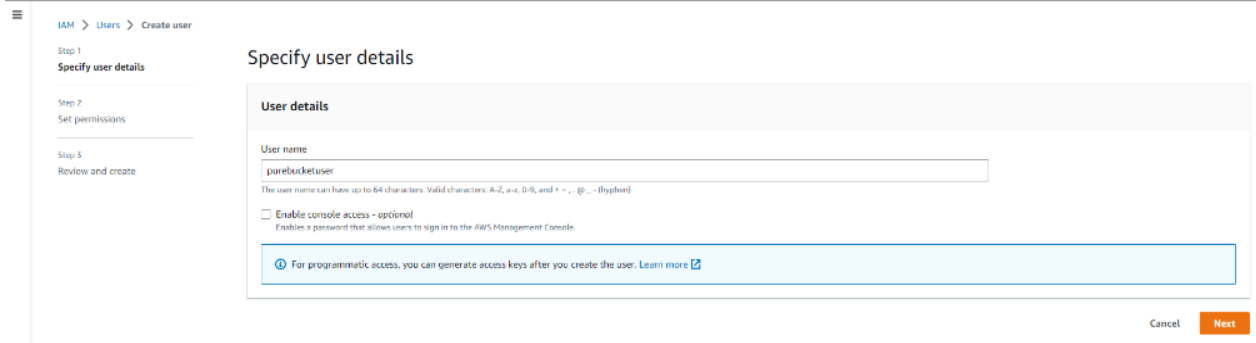 IAM > Users > Create user
Step 1
Specify user details
Step 2
Set permissions
Step 3
Review and create
Specify user details
User details
User name
purebucketuser
The user name can have up to 64 characters. Valid characters: A-Z, a-z, 0-9, and + = , . @ _ - (hyphen)
Enable console access - optional
Enables a password that allows users to sign in to the AWS Management Console.
For programmatic access, you can generate access keys after you create the user. Learn more
Cancel
Next